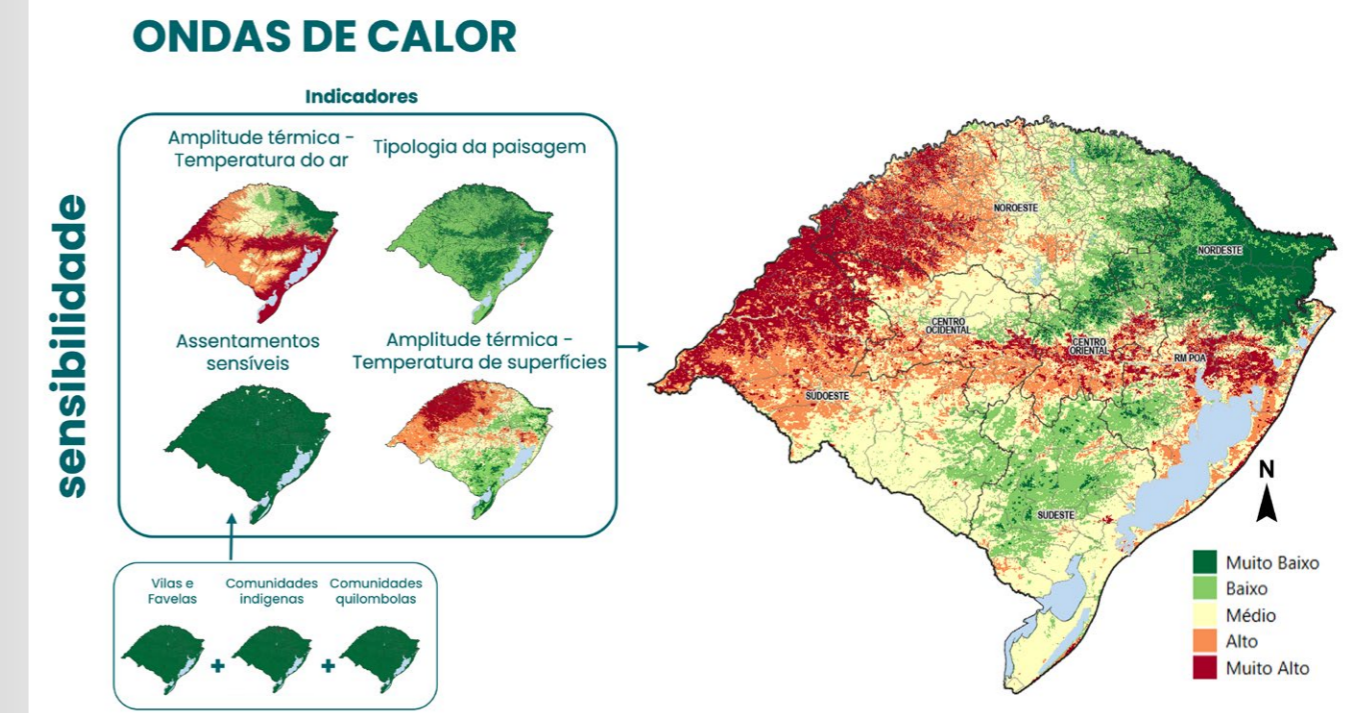 ONDAS DE CALOR
sensibilidade
Indicadores
Amplitude térmica -
Temperatura do ar
Tipologia da paisagem
Assentamentos
sensíveis
Amplitude térmica -
Temperatura de superfícies
Vilas e
Favelas
Comunidades
indigenas
Comunidades
quilombolas
+
+
NOROESTE
NORDESTE
CENTRO
OCIDENTAL
CENTRO
ORIENTAL
RM POA
SUDOESTE
SUDESTE
N
Muito Baixo
Baixo
Médio
Alto
Muito Alto